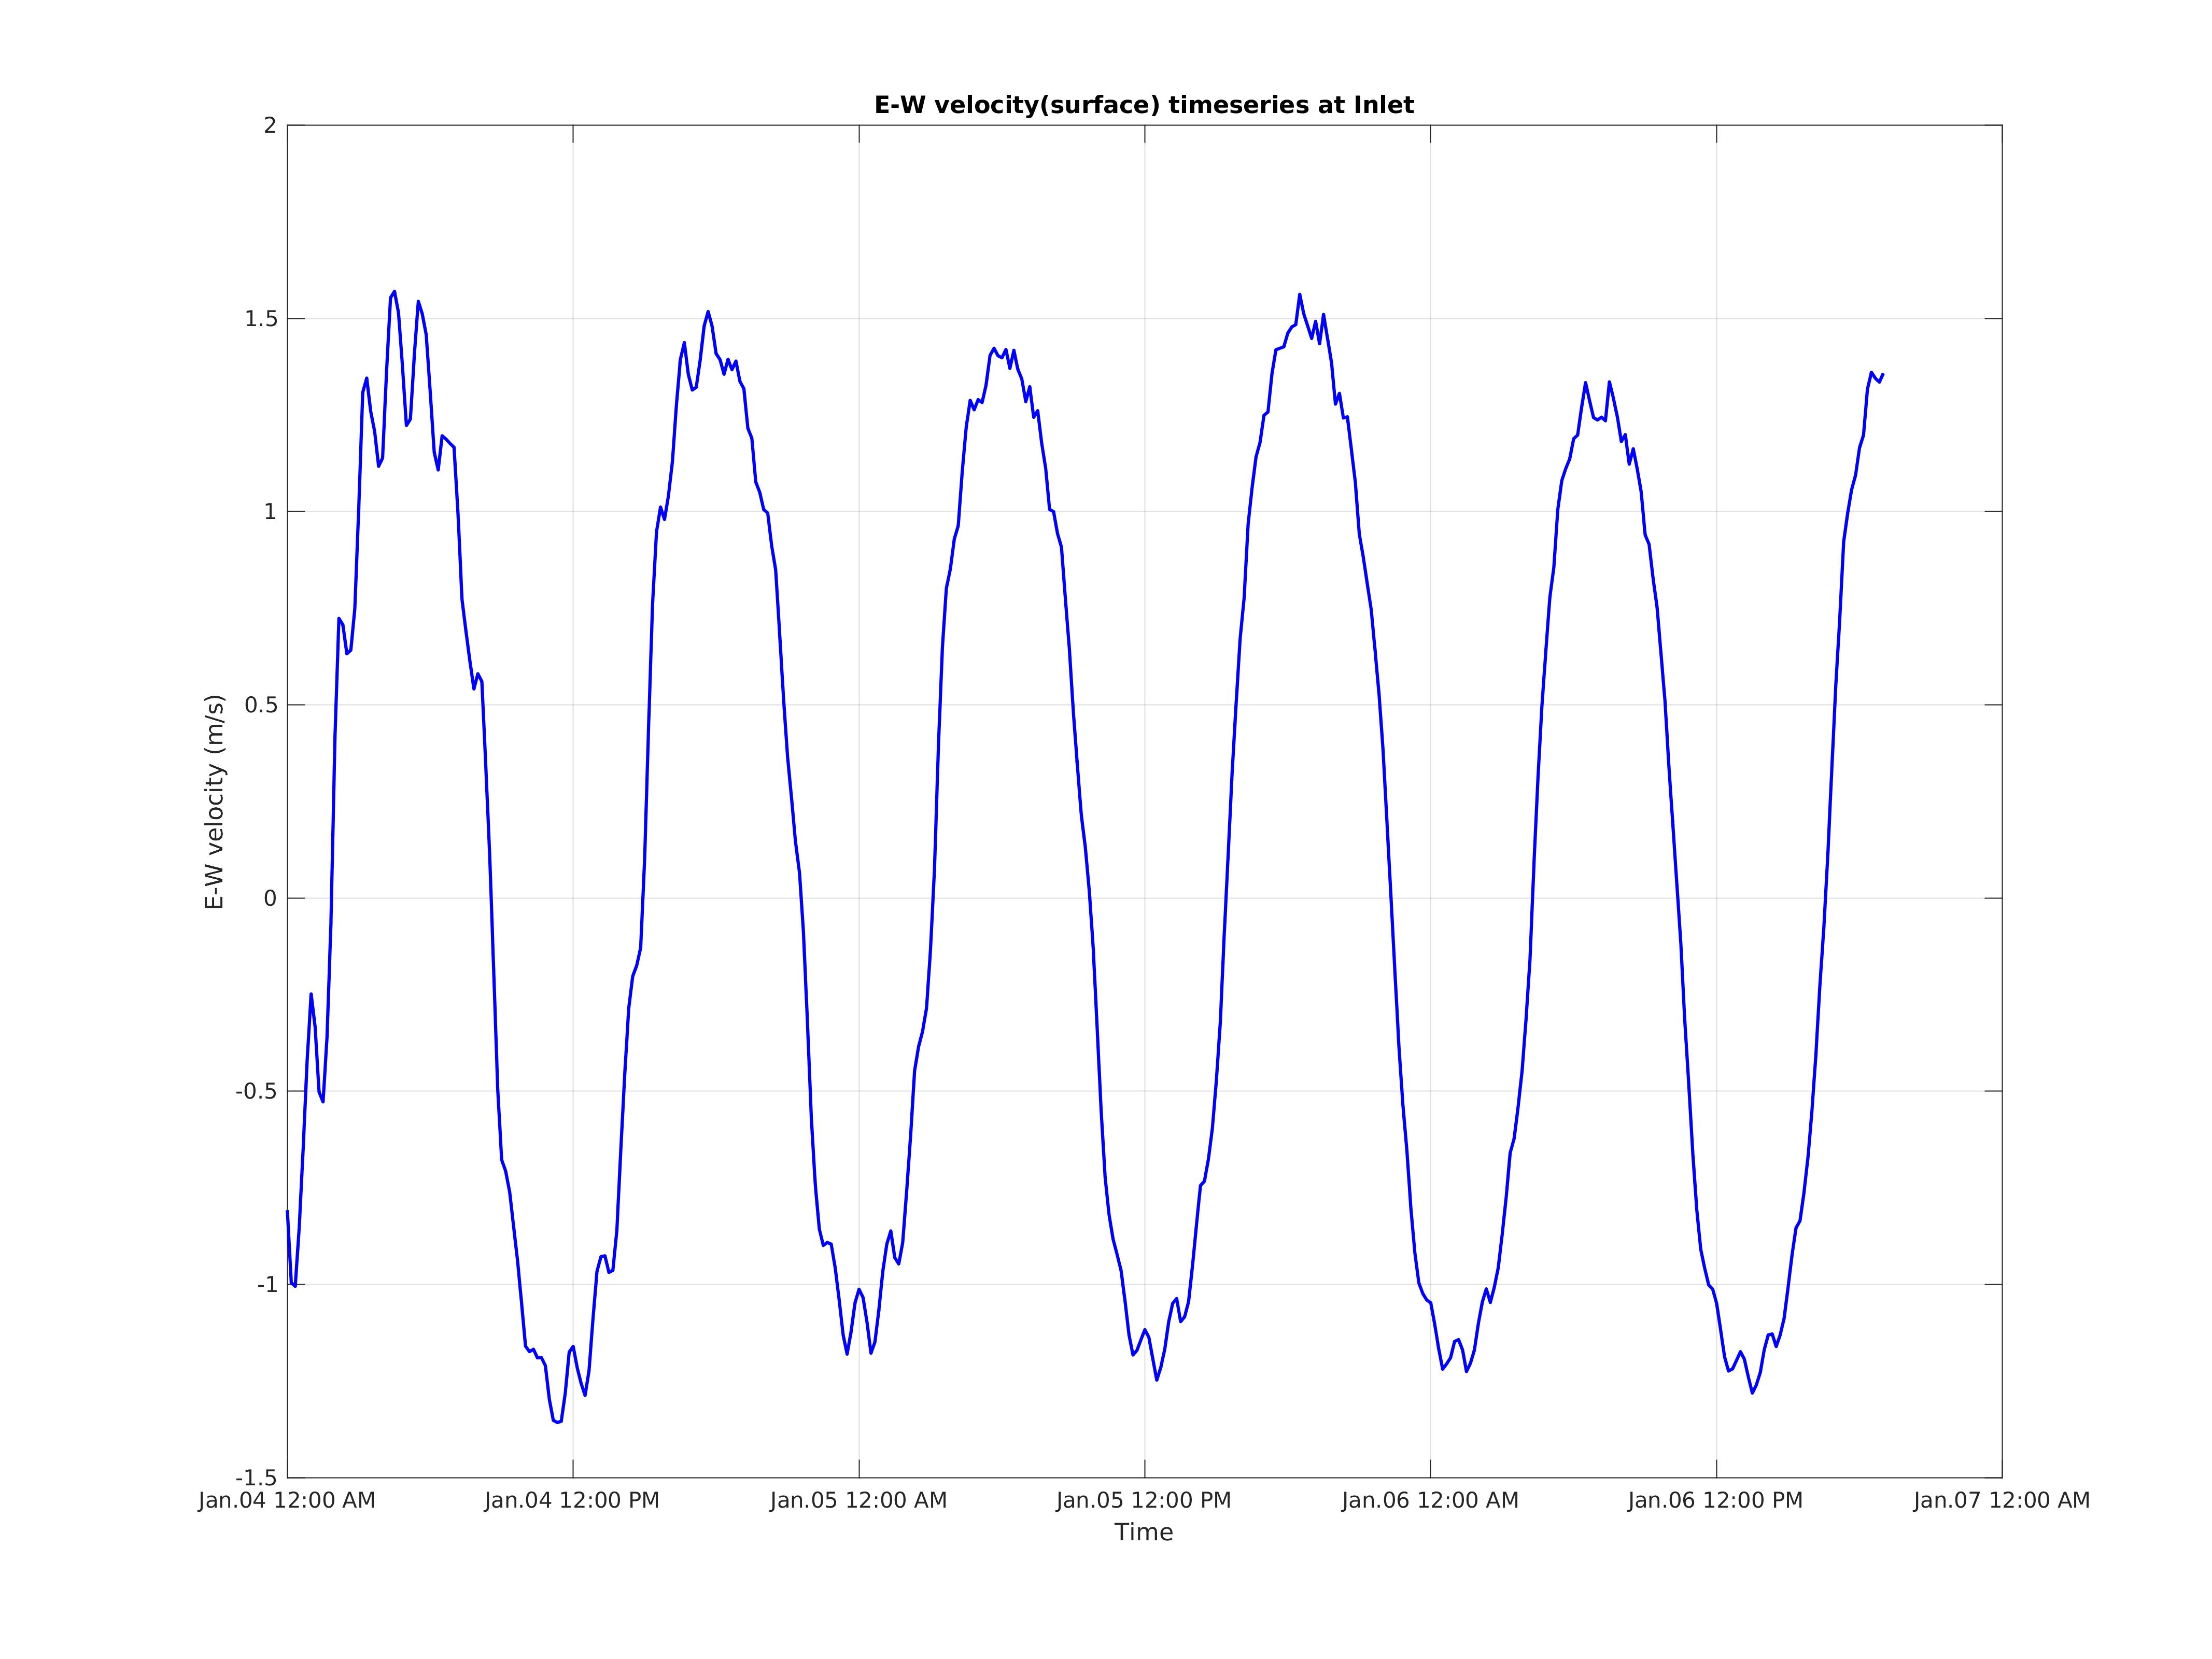 E-W velocity(surface) timeseries at Inlet
2
1.5
1
0.5
0
-0.5
-1
-1.5
E-W velocity (m/s)
Jan.04 12:00 AM Jan.04 12:00 PM Jan.05 12:00 AM Jan.05 12:00 PM Jan.06 12:00 AM Jan.06 12:00 PM Jan.07 12:00 AM
Time